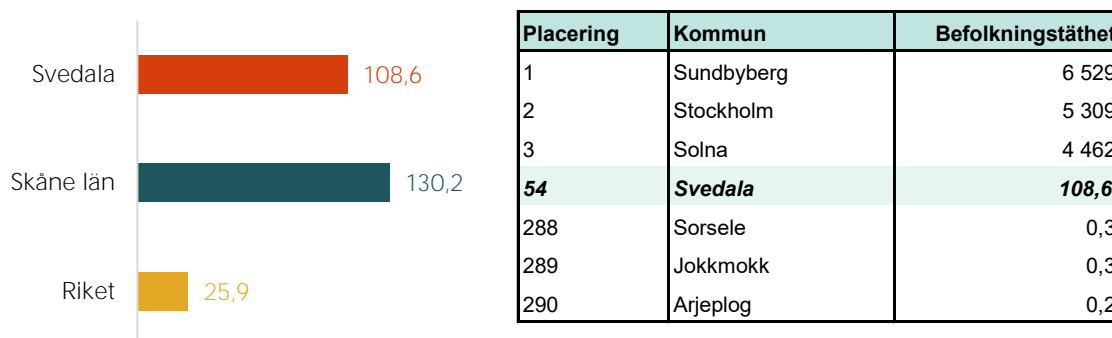 Svedala 108,6
Skåne län 130,2
Riket 25,9
Placering Kommun Befolkningstäthet
1 Sundbyberg 6 529
2 Stockholm 5 309
3 Solna 4 462
54 Svedala 108,6
288 Sorsele 0,3
289 Jokkmokk 0,3
290 Arjeplog 0,2